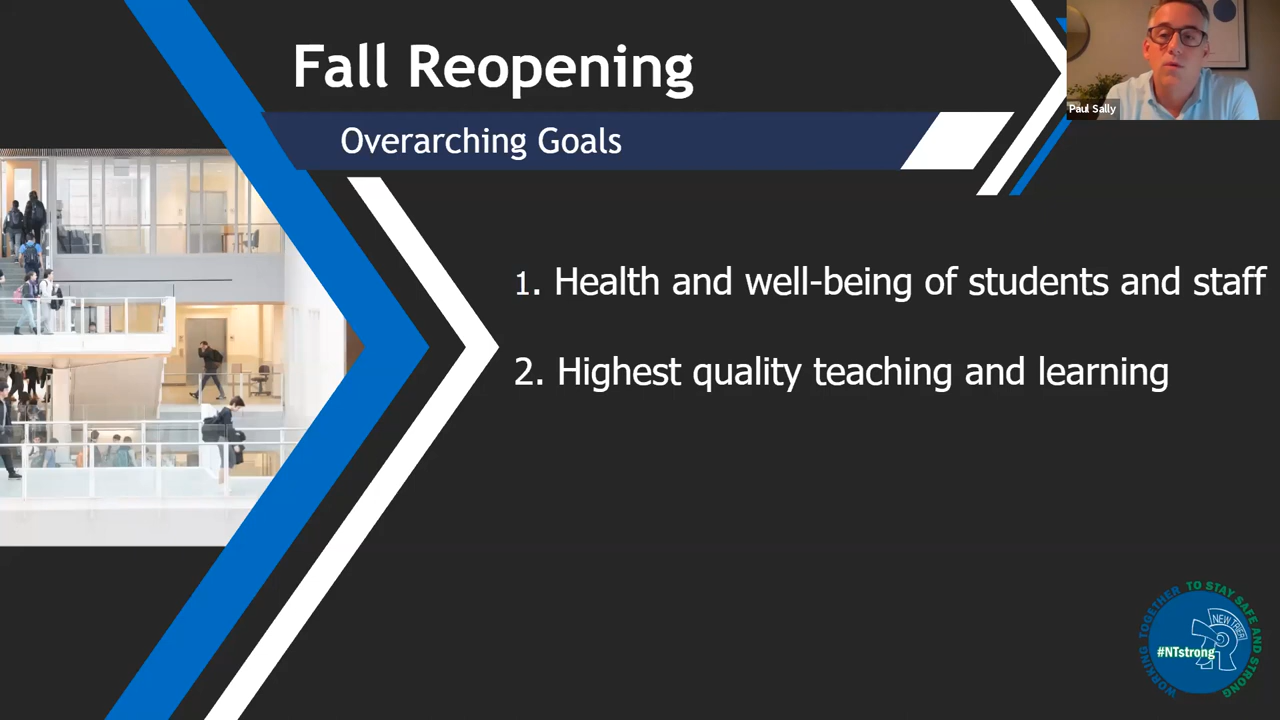 Fall Reopening
Paul Sally
Overarching Goals
1. Health and well-being of students and staff
2. Highest quality teaching and learning
WORKING TOGETHER TO STAY SAFE AND STRONG
NEW TRIER
#NTstrong